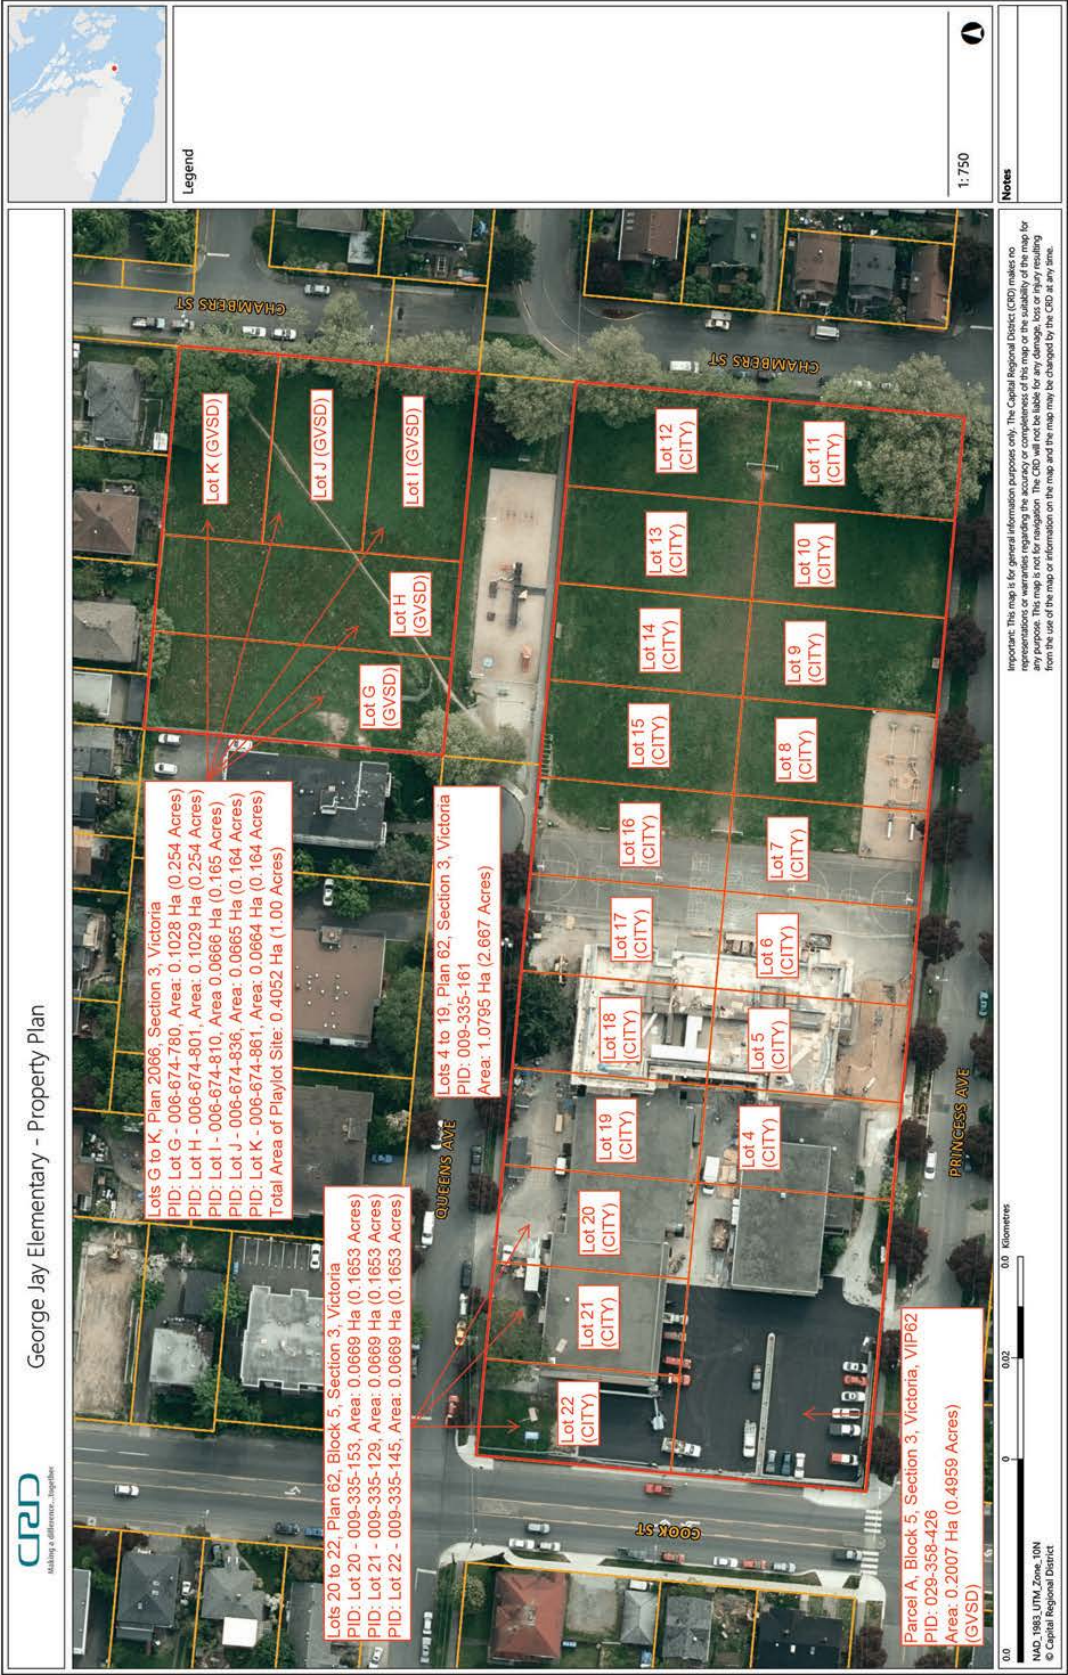 CRD
Making a difference...together
George Jay Elementary - Property Plan
Legend
CHAMBERS ST
Lots G to K, Plan 2066, Section 3, Victoria
PID: Lot G - 006-674-780, Area: 0.1028 Ha (0.254 Acres)
PID: Lot H - 006-674-801, Area: 0.1029 Ha (0.254 Acres)
PID: Lot I - 006-674-810, Area 0.0666 Ha (0.165 Acres)
PID: Lot J - 006-674-836, Area: 0.0665 Ha (0.164 Acres)
PID: Lot K - 006-674-861, Area: 0.0664 Ha (0.164 Acres)
Total Area of Playlot Site: 0.4052 Ha (1.00 Acres)
Lot K (GVSD)
Lot J (GVSD)
Lot I (GVSD)
Lot H
(GVSD)
Lot G
(GVSD)
Lots 20 to 22, Plan 62, Block 5, Section 3, Victoria
PID: Lot 20 - 009-335-153, Area: 0.0669 Ha (0.1653 Acres)
PID: Lot 21 - 009-335-129, Area: 0.0669 Ha (0.1653 Acres)
PID: Lot 22 - 009-335-145, Area: 0.0669 Ha (0.1653 Acres)
QUEENS AVE
Lots 4 to 19, Plan 62, Section 3, Victoria
PID: 009-335-161
Area: 1.0795 Ha (2.667 Acres)
Lot 22
(CITY)
Lot 21
(CITY)
Lot 20
(CITY)
Lot 19
(CITY)
Lot 18
(CITY)
Lot 17
(CITY)
Lot 16
(CITY)
Lot 15
(CITY)
Lot 14
(CITY)
Lot 13
(CITY)
Lot 12
(CITY)
CHAMBERS ST
COOK ST
Lot 4
(CITY)
Lot 5
(CITY)
Lot 6
(CITY)
Lot 7
(CITY)
Lot 8
(CITY)
Lot 9
(CITY)
Lot 10
(CITY)
Lot 11
(CITY)
Parcel A, Block 5, Section 3, Victoria, VIP62
PID: 029-358-426
Area: 0.2007 Ha (0.4959 Acres)
(GVSD)
PRINCESS AVE
1: 750
0.0
0
0.02
0.0 Kilometres
NAD_1983_UTM_Zone_10N
© Capital Regional District
Important: This map is for general information purposes only. The Capital Regional District (CRD) makes no
representations or warranties regarding the accuracy or completeness of this map or the suitability of the map for
any purpose. This map is not for navigation. The CRD will not be liable for any damage, loss or injury resulting
from the use of the map or information on the map and the map may be changed by the CRD at any time.
Notes